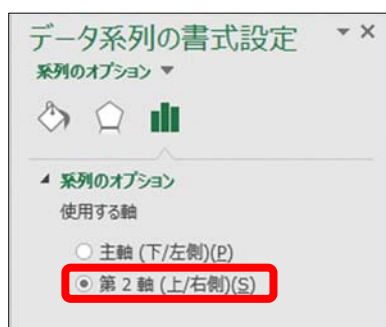 データ系列の書式設定
系列のオプション
系列のオプション
使用する軸
主軸 (下/左側)(P)
第 2 軸 (上/右側)(S)